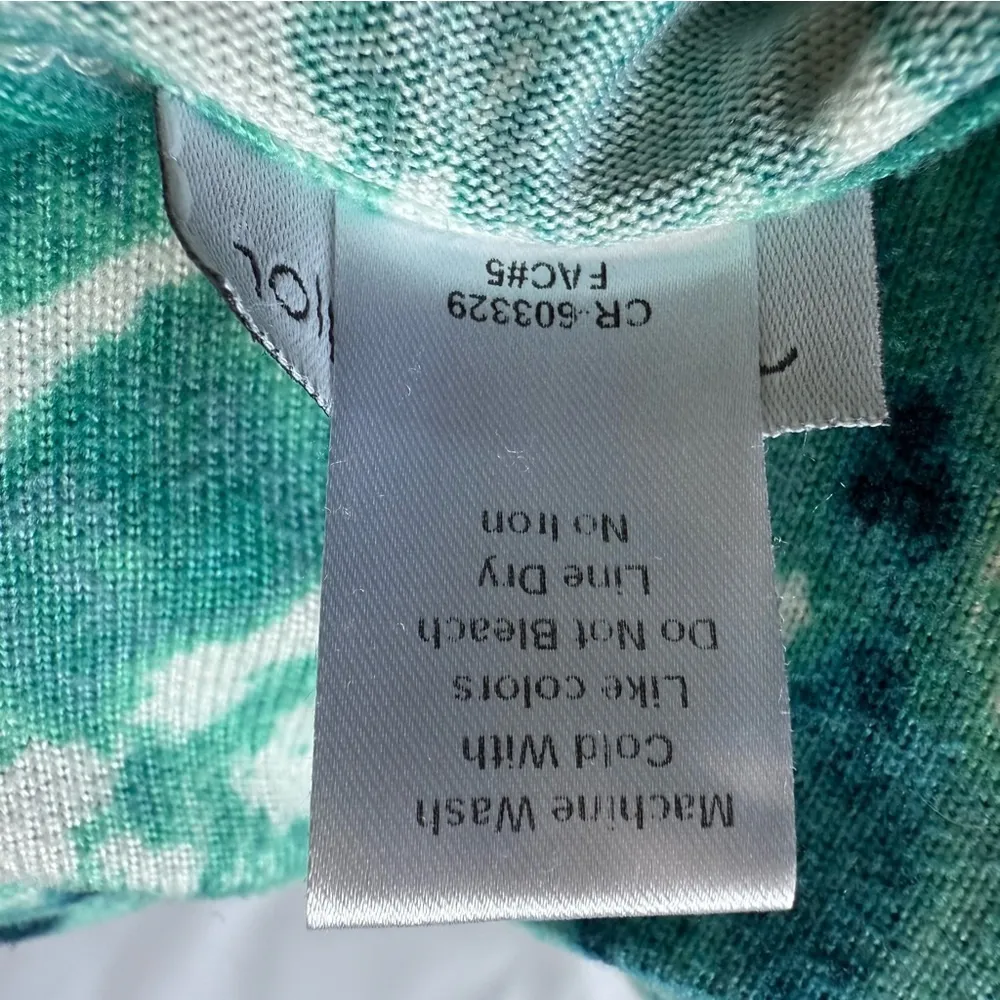 Machine Wash
Cold With
Like colors
Do Not Bleach
Line Dry
No Iron
CR-603329
FAC#5